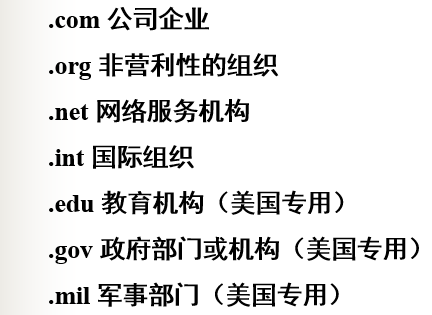 .com 公司企业
.org 非营利性的组织
.net 网络服务机构
.int 国际组织
.edu 教育机构（美国专用）
.gov 政府部门或机构（美国专用）
.mil 军事部门（美国专用）